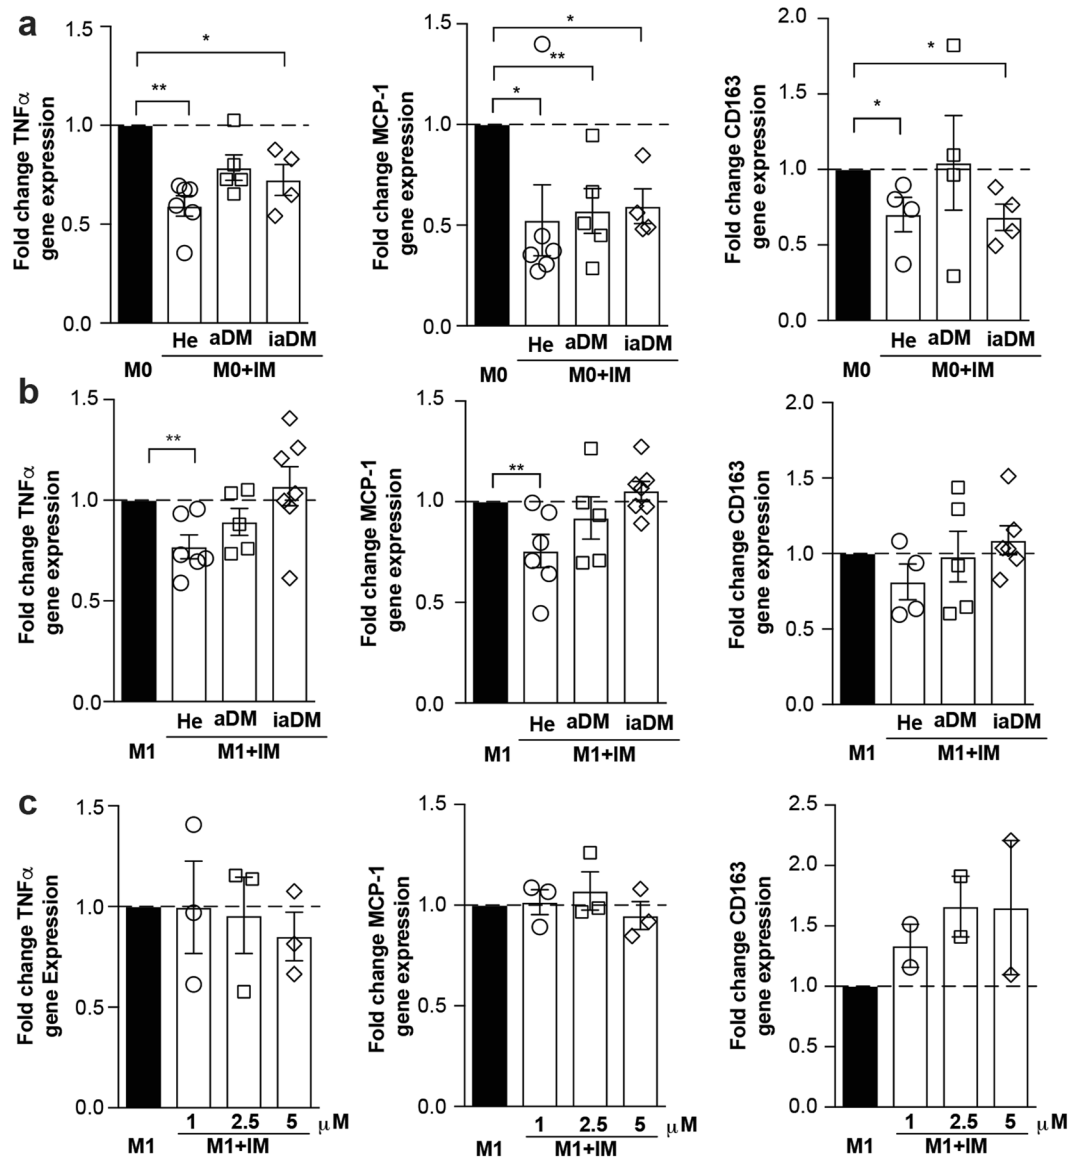 a
Fold change TNFα
gene expression
1.5
1.0
0.5
0.0
*
**
He aDM iaDM
M0 M0+IM
Fold change MCP-1
gene expression
1.5
1.0
0.5
0.0
*
**
*
He aDM iaDM
M0 M0+IM
Fold change CD163
gene expression
2.0
1.5
1.0
0.5
0.0
*
*
He aDM iaDM
M0 M0+IM
b
Fold change TNFα
gene expression
1.5
1.0
0.5
0.0
**
He aDM iaDM
M1 M1+IM
Fold change MCP-1
gene expression
1.5
1.0
0.5
0.0
**
He aDM iaDM
M1 M1+IM
Fold change CD163
gene expression
2.0
1.5
1.0
0.5
0.0
He aDM iaDM
M1 M1+IM
c
Fold change TNFα
gene Expression
1.5
1.0
0.5
0.0
1 2.5 5 μM
M1 M1+IM
Fold change MCP-1
gene expression
1.5
1.0
0.5
0.0
1 2.5 5 μM
M1 M1+IM
Fold change CD163
gene expression
2.5
2.0
1.5
1.0
0.5
0.0
1 2.5 5 μM
M1 M1+IM